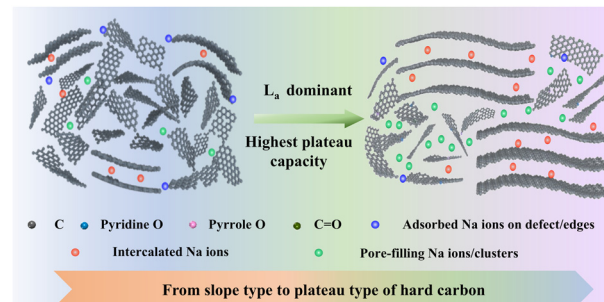 Lₐ dominant
Highest plateau
capacity
C
Pyridine O
Pyrrole O
C=O
Adsorbed Na ions on defect/edges
Intercalated Na ions
Pore-filling Na ions/clusters
From slope type to plateau type of hard carbon